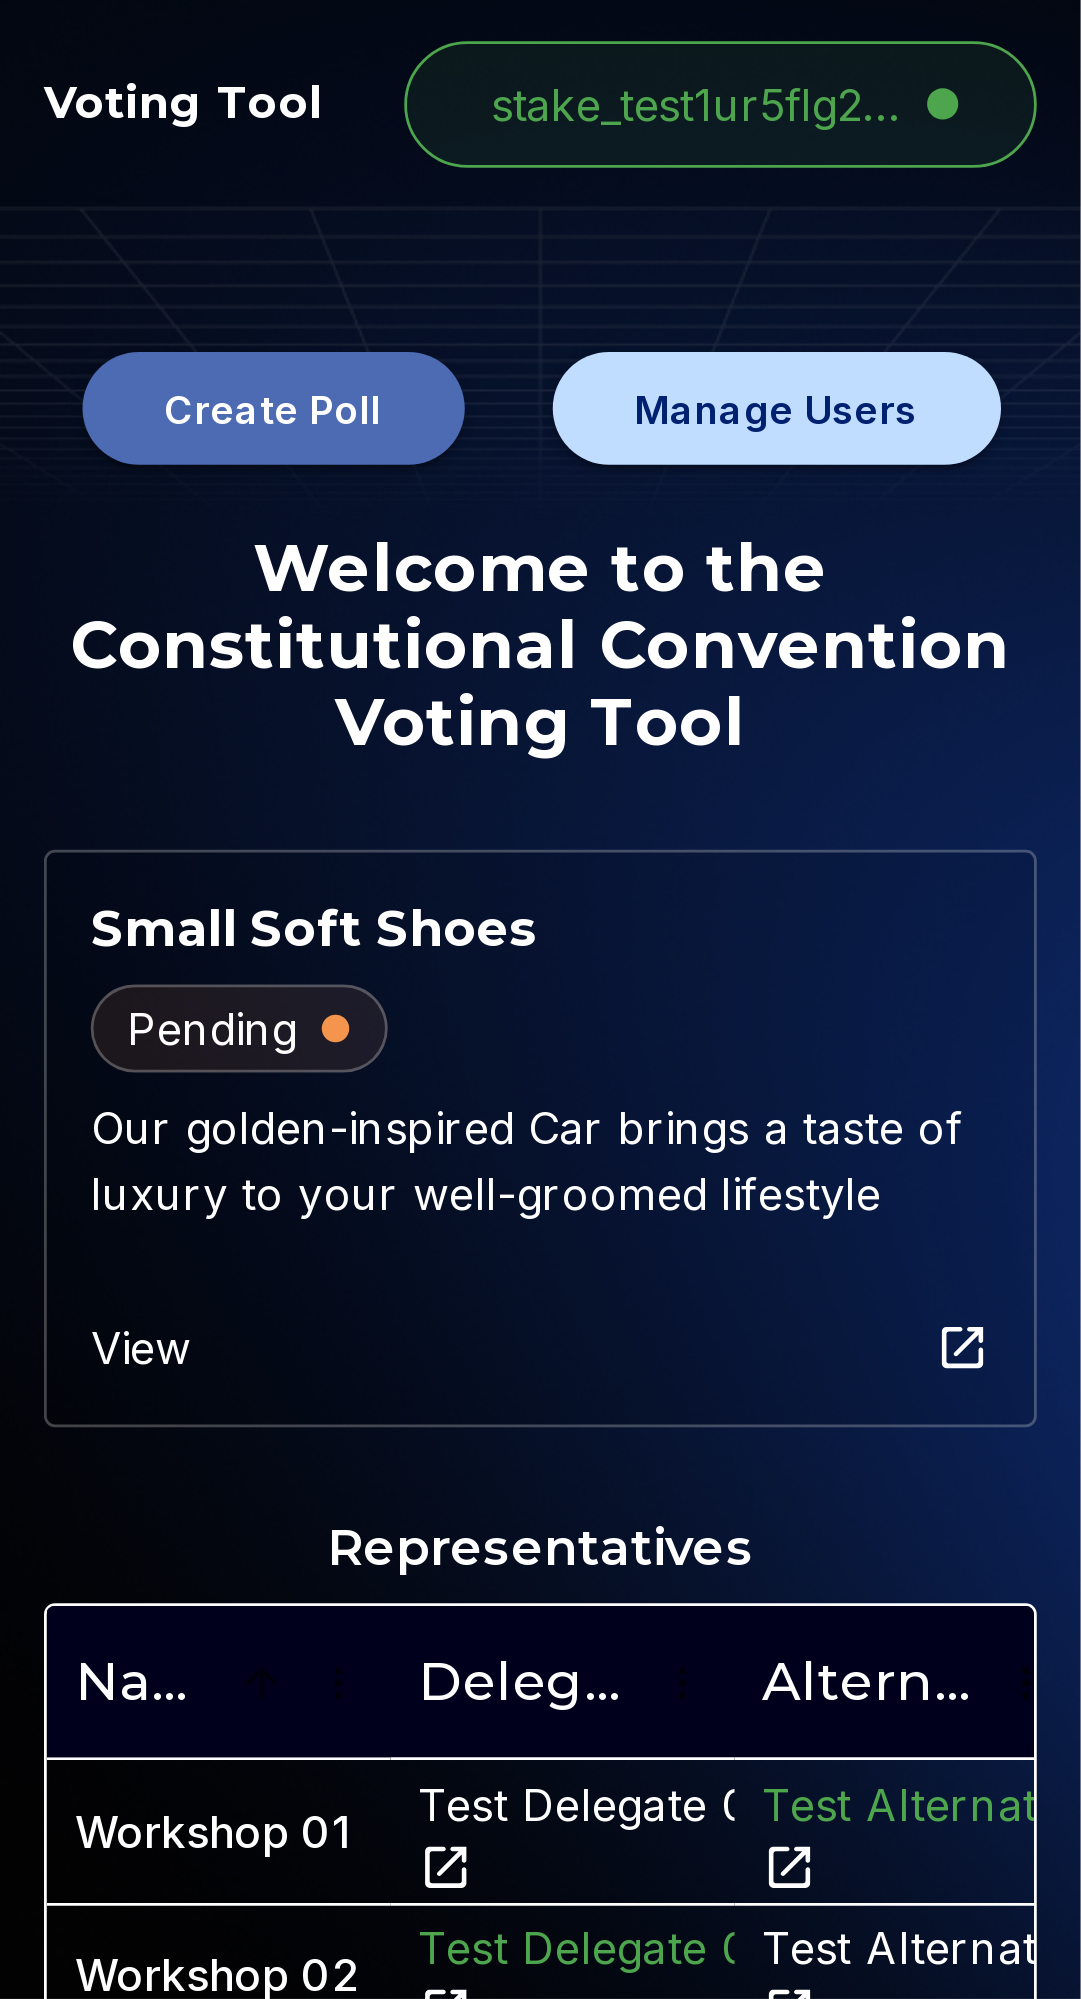 Voting Tool
stake_test1ur5flg2...
Create Poll
Manage Users
Welcome to the
Constitutional Convention
Voting Tool
Small Soft Shoes
Pending
Our golden-inspired Car brings a taste of
luxury to your well-groomed lifestyle
View
Representatives
Na... Deleg... Altern...
Workshop 01 Test Delegate Test Alternat
Workshop 02 Test Delegate Test Alternat